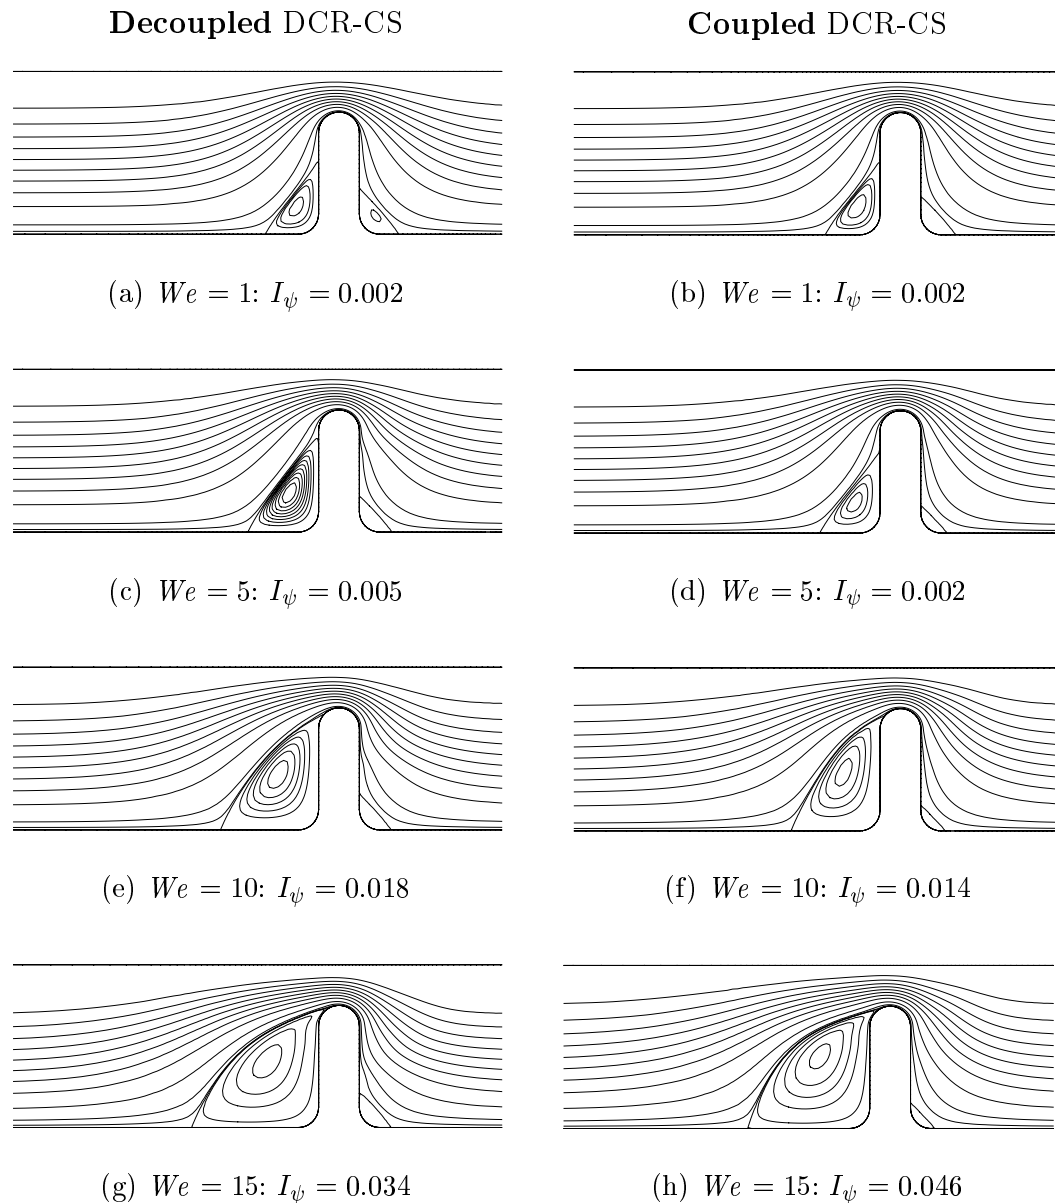 Decoupled DCR-CS
Coupled DCR-CS
(a) We = 1: I_ψ = 0.002
(b) We = 1: I_ψ = 0.002
(c) We = 5: I_ψ = 0.005
(d) We = 5: I_ψ = 0.002
(e) We = 10: I_ψ = 0.018
(f) We = 10: I_ψ = 0.014
(g) We = 15: I_ψ = 0.034
(h) We = 15: I_ψ = 0.046